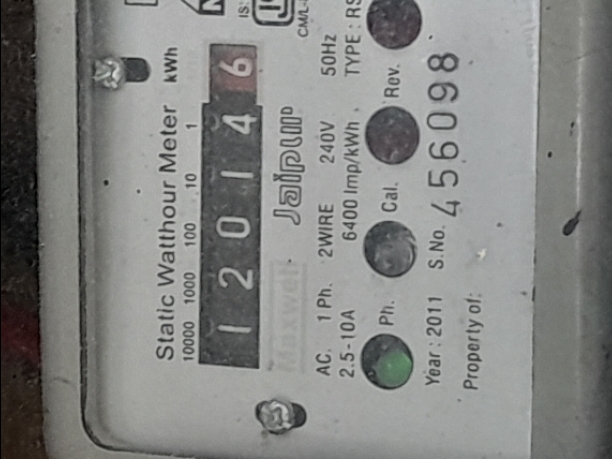 Static Watthour Meter
10000 1000 100 10 1 kWh
1 2 0 1 4 6
Maxwell Jaipur
AC. 1 Ph. 2WIRE 240V 50Hz
2.5-10A 6400 Imp/kWh, TYPE : RS
Ph. Cal. Rev.
Year : 2011 S.No. 456098
Property of:
IS:
CM/L-